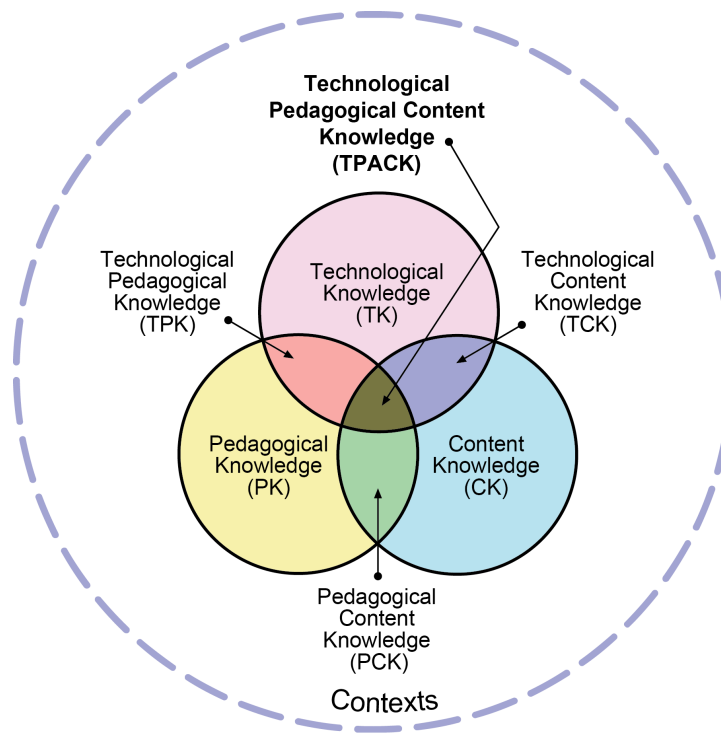 Technological
Pedagogical Content
Knowledge
(TPACK)
Technological
Pedagogical
Knowledge
(TPK)
Technological
Knowledge
(TK)
Technological
Content
Knowledge
(TCK)
Pedagogical
Knowledge
(PK)
Content
Knowledge
(CK)
Pedagogical
Content
Knowledge
(PCK)
Contexts